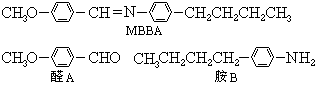 CH₃O—CH=N—CH₂CH₂CH₂CH₃
MBBA
CH₃O—CHO CH₃CH₂CH₂CH₂—NH₂
醛A 胺B